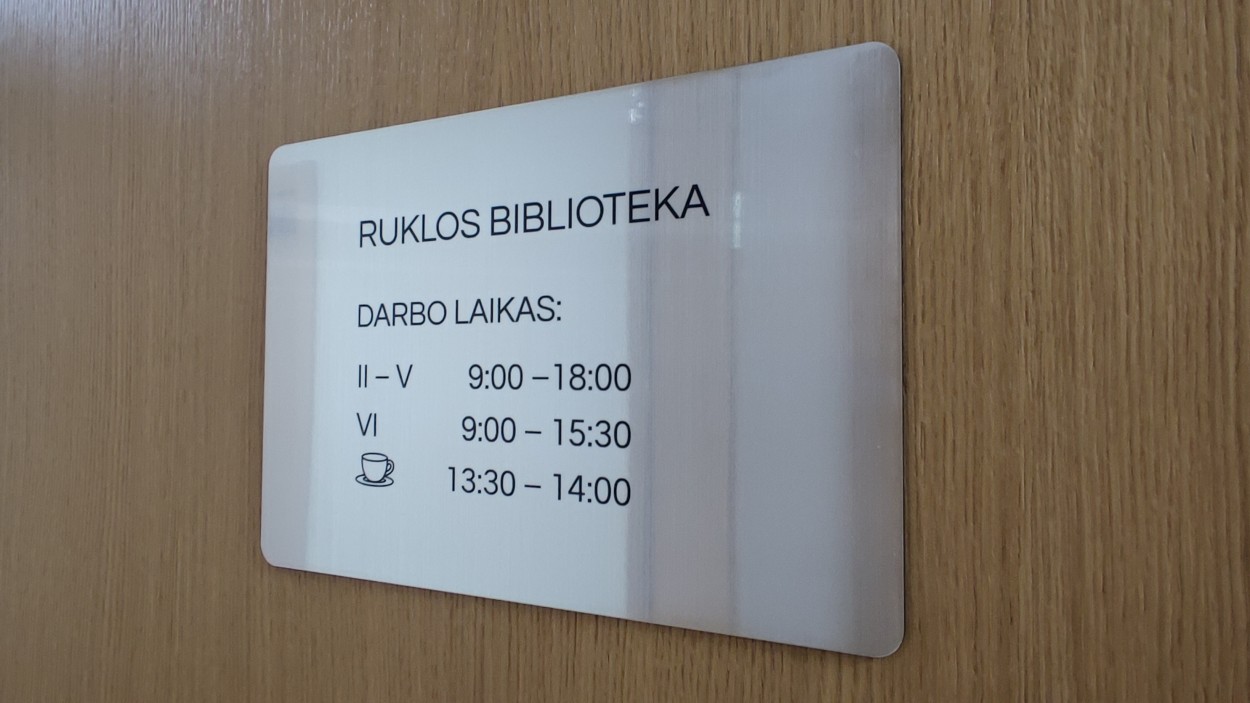 RUKLOS BIBLIOTEKA
DARBO LAIKAS:
II – V 9:00 –18:00
VI 9:00 – 15:30
13:30 – 14:00